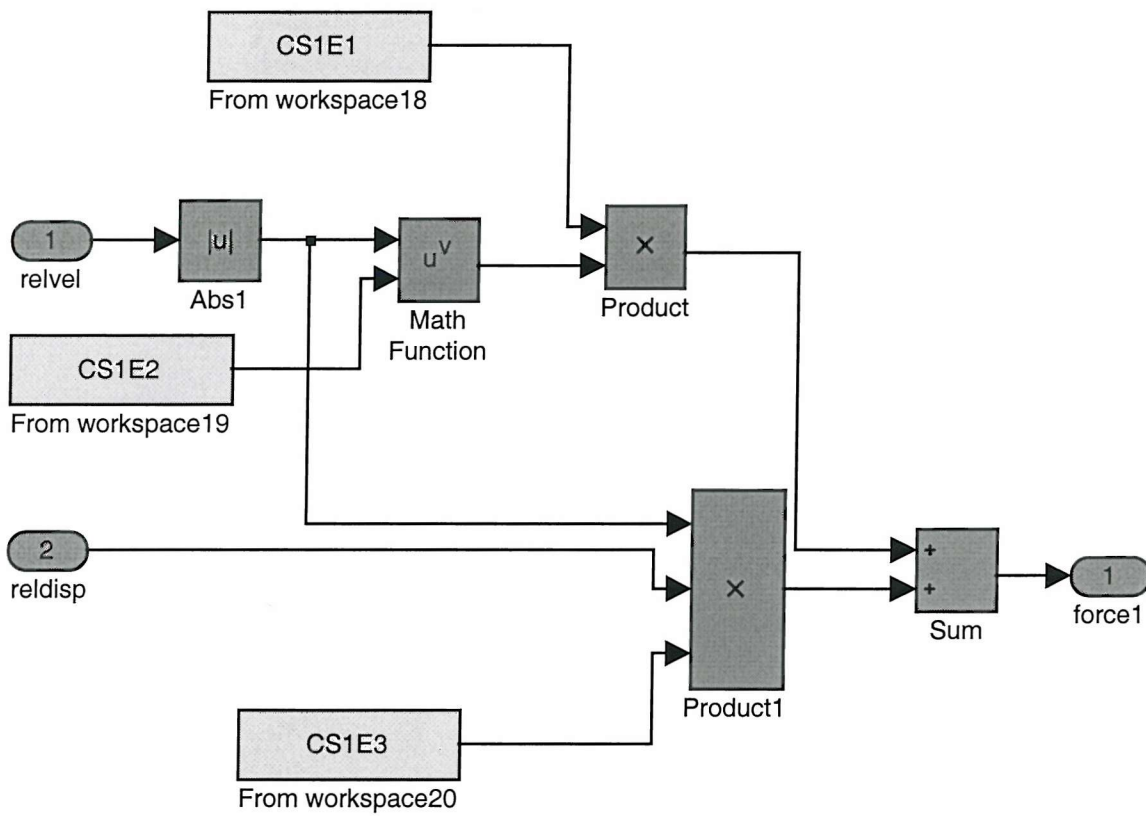 CS1E1
From workspace18
1
relvel
|u|
Abs1
u^v
Math
Function
×
Product
CS1E2
From workspace19
2
reldisp
×
Product1
+
+
Sum
1
force1
CS1E3
From workspace20